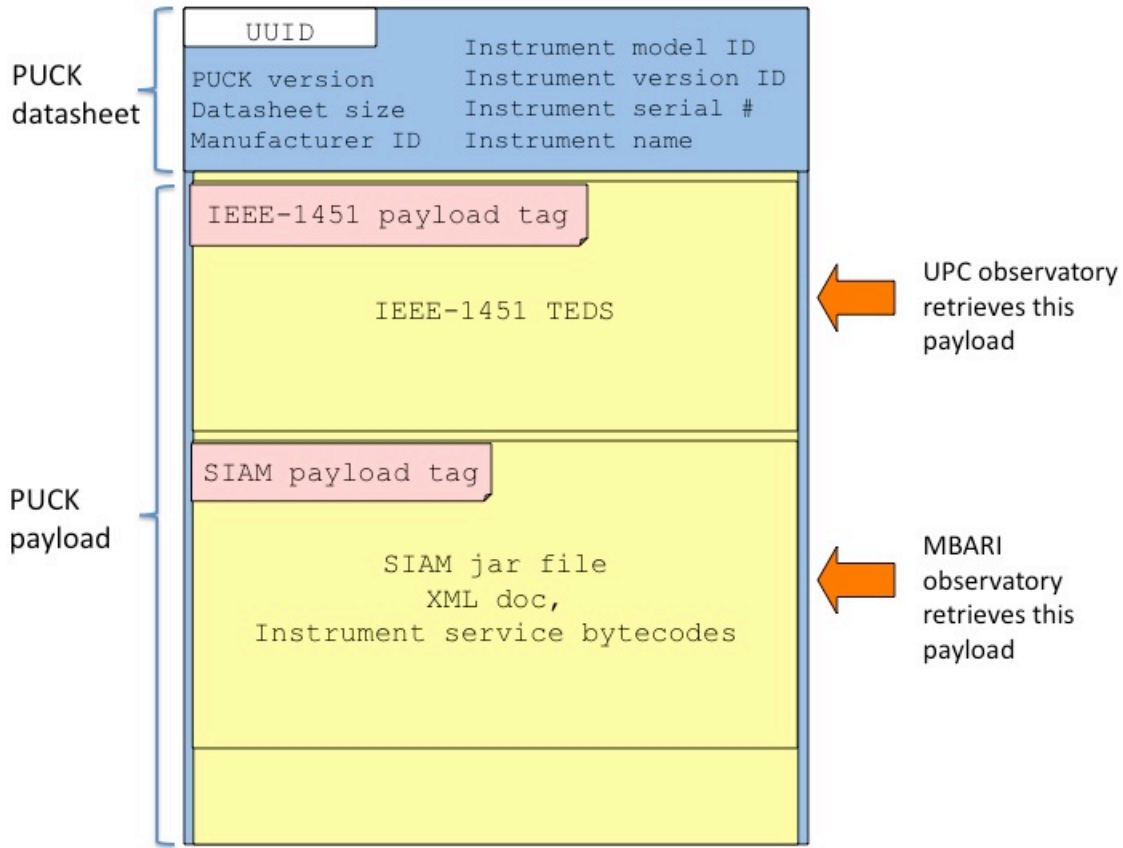 PUCK
datasheet
UUID
PUCK version
Datasheet size
Manufacturer ID
Instrument model ID
Instrument version ID
Instrument serial #
Instrument name
PUCK
payload
IEEE-1451 payload tag
IEEE-1451 TEDS
UPC observatory
retrieves this
payload
SIAM payload tag
SIAM jar file
XML doc,
Instrument service bytecodes
MBARI
observatory
retrieves this
payload